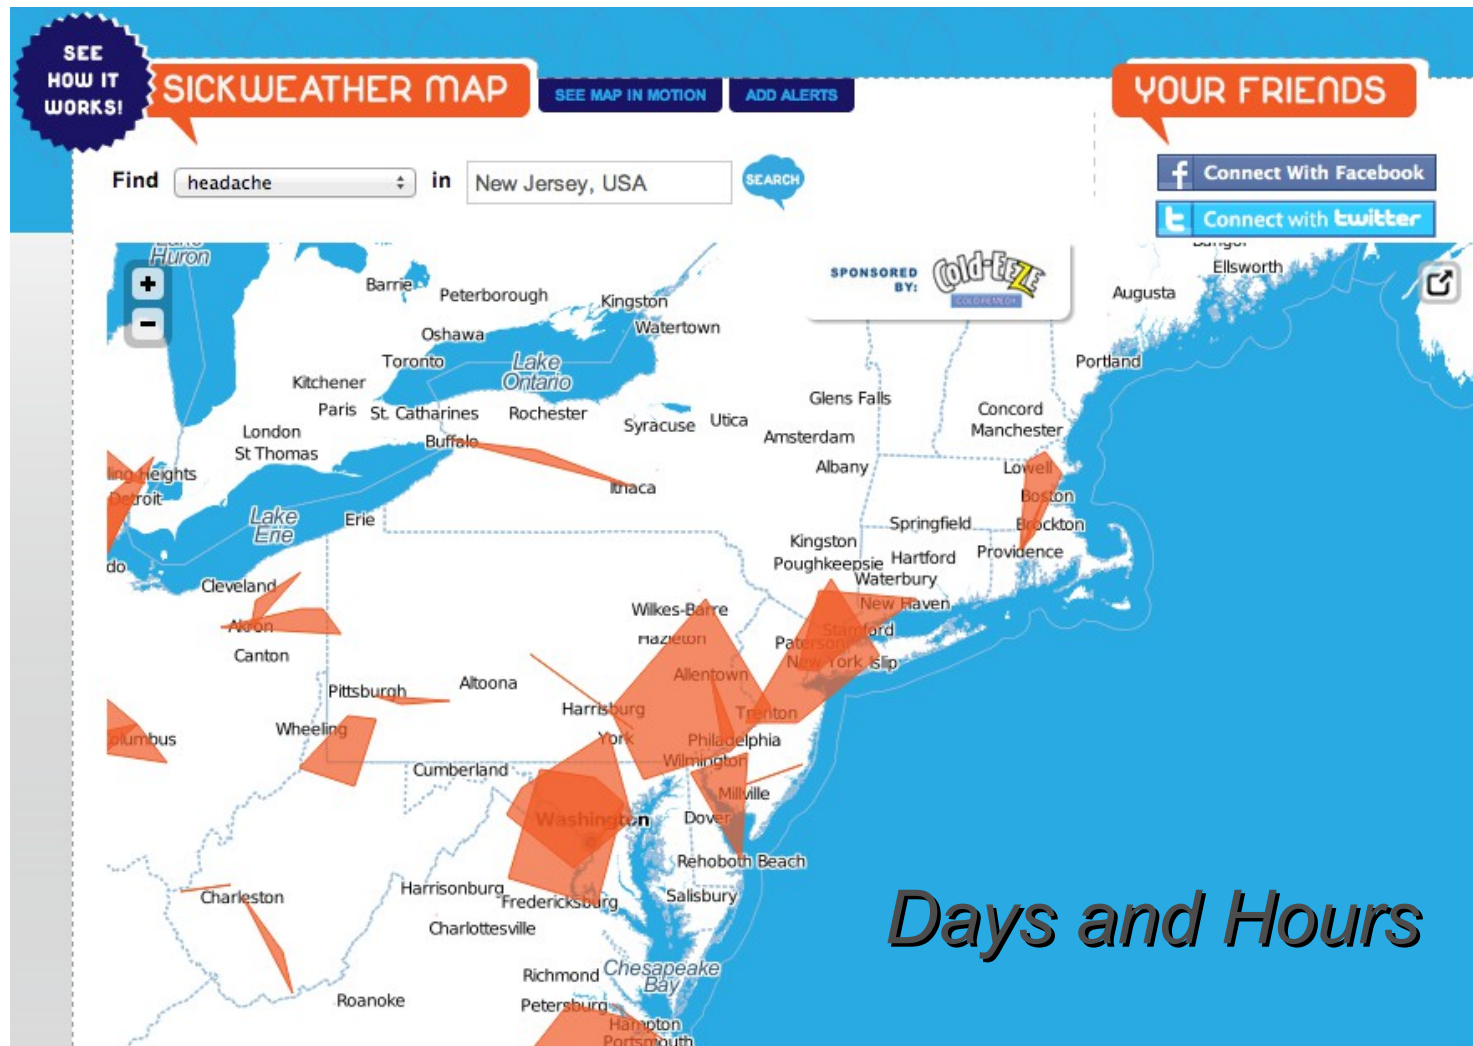 SEE
HOW IT
WORKS!
SICKWEATHER MAP
SEE MAP IN MOTION
ADD ALERTS
YOUR FRIENDS
Find
headache
in
New Jersey, USA
SEARCH
f Connect With Facebook
t Connect with twitter
Huron
+
-
SPONSORED
BY:
Cold-EEZE
COLD REMEDY
Bangor
Ellsworth
Augusta
Barrie
Peterborough
Kingston
Watertown
Oshawa
Toronto
Lake
Ontario
Portland
Kitchener
Paris
St. Catharines
Rochester
Glens Falls
Concord
Manchester
London
St Thomas
Buffalo
Syracuse
Utica
Amsterdam
Albany
Lowell
ling Heights
Detroit
Ithaca
Boston
Lake
Erie
Erie
Springfield
Brockton
Kingston
Poughkeepsie
Hartford
Providence
do
Waterbury
Cleveland
New Haven
Wilkes-Barre
Akron
Hazleton
Stamford
Paterson
Canton
New York
Islip
Allentown
Pittsburgh
Altoona
Harrisburg
Trenton
Wheeling
olumbus
York
Philadelphia
Wilmington
Cumberland
Millville
Washington
Dover
Rehoboth Beach
Charleston
Harrisonburg
Fredericksburg
Salisbury
Charlottesville
Days and Hours
Richmond
Chesapeake
Bay
Roanoke
Petersburg
Hampton
Portsmouth